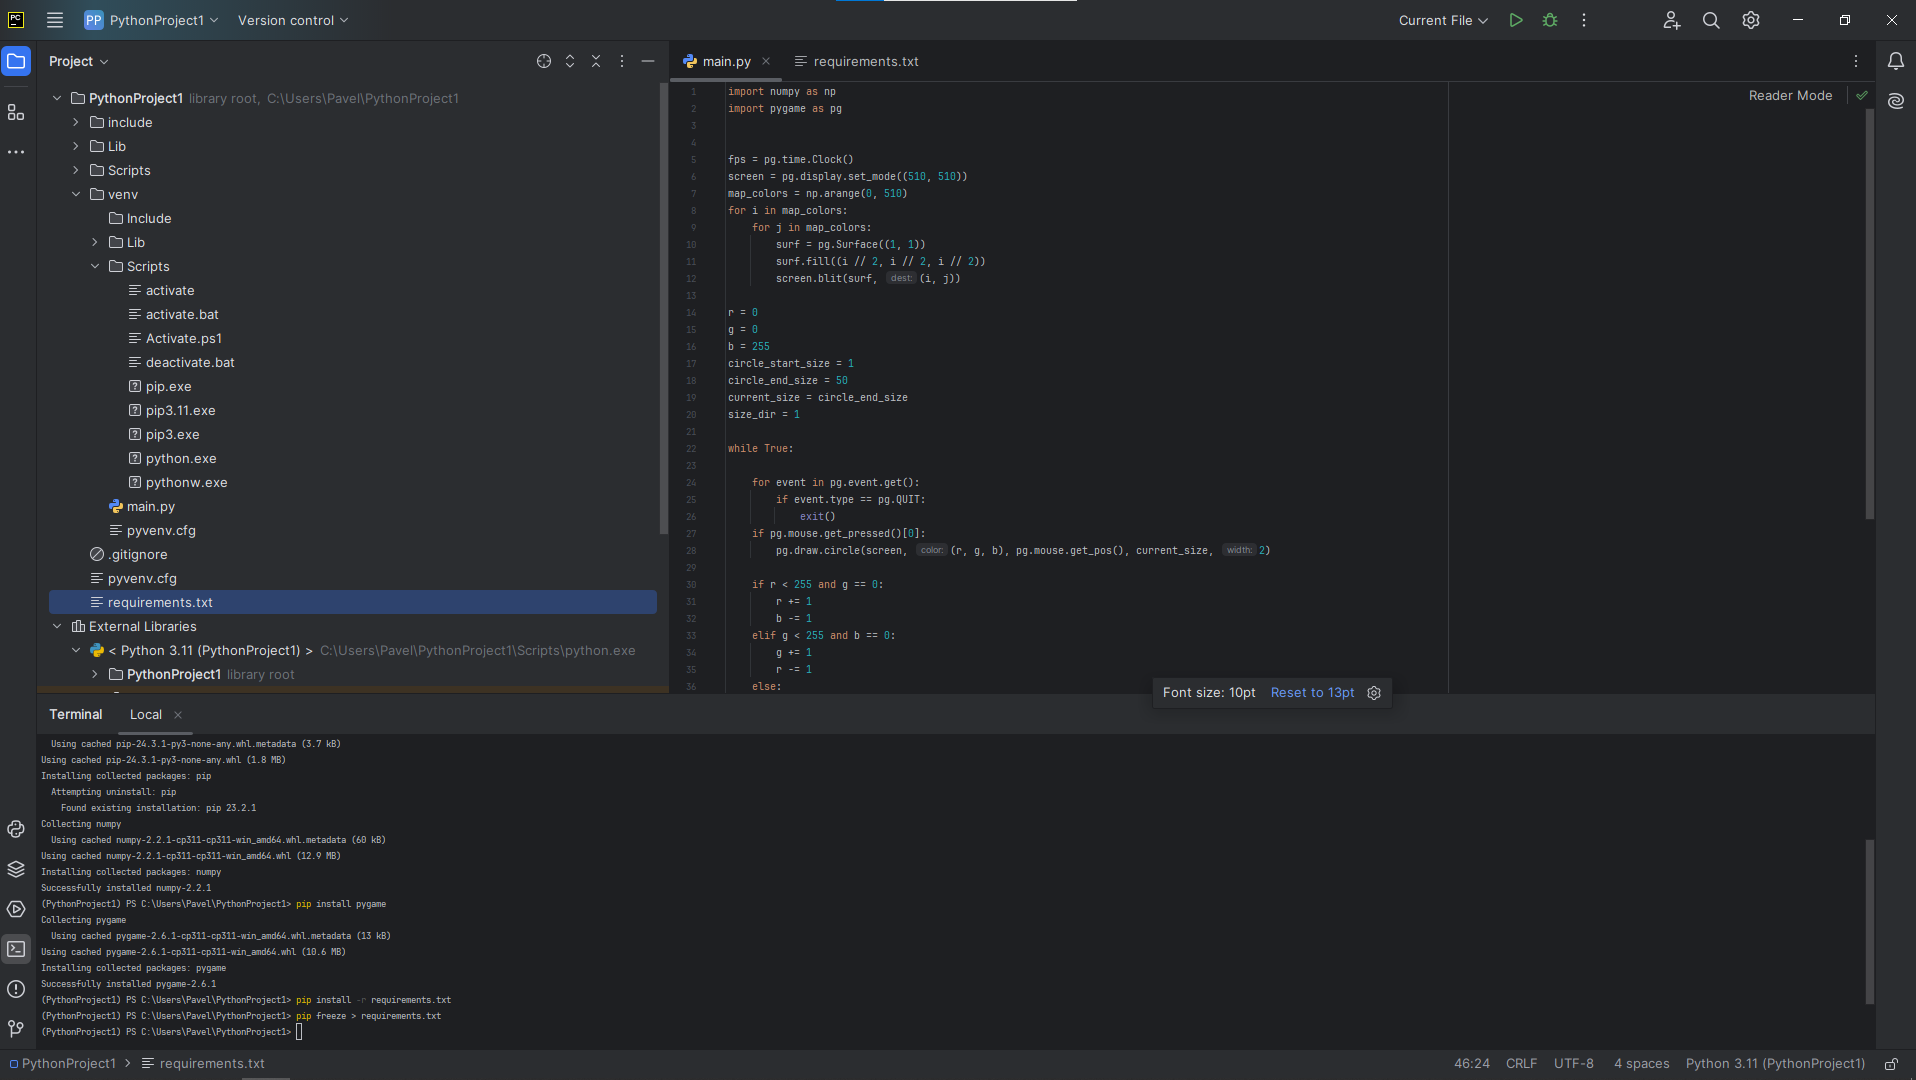 PC
PP PythonProject1 Version control Current File
Project
PythonProject1 library root, C:\Users\Pavel\PythonProject1
include
Lib
Scripts
venv
Include
Lib
Scripts
activate
activate.bat
Activate.ps1
deactivate.bat
pip.exe
pip3.11.exe
pip3.exe
python.exe
pythonw.exe
main.py
pyvenv.cfg
.gitignore
pyvenv.cfg
requirements.txt
External Libraries
< Python 3.11 (PythonProject1) > C:\Users\Pavel\PythonProject1\Scripts\python.exe
PythonProject1 library root
main.py requirements.txt
Reader Mode
1 import numpy as np
2 import pygame as pg
3
4
5 fps = pg.time.Clock()
6 screen = pg.display.set_mode((510, 510))
7 map_colors = np.arange(0, 510)
8 for i in map_colors:
9 for j in map_colors:
10 surf = pg.Surface((1, 1))
11 surf.fill((i // 2, i // 2, i // 2))
12 screen.blit(surf, dest: (i, j))
13
14 r = 0
15 g = 0
16 b = 255
17 circle_start_size = 1
18 circle_end_size = 50
19 current_size = circle_end_size
20 size_dir = 1
21
22 while True:
23
24 for event in pg.event.get():
25 if event.type == pg.QUIT:
26 exit()
27 if pg.mouse.get_pressed()[0]:
28 pg.draw.circle(screen, color: (r, g, b), pg.mouse.get_pos(), current_size, width: 2)
29
30 if r < 255 and g == 0:
31 r += 1
32 b -= 1
33 elif g < 255 and b == 0:
34 g += 1
35 r -= 1
36 else:
Font size: 10pt Reset to 13pt
Terminal Local
Using cached pip-24.3.1-py3-none-any.whl.metadata (3.7 kB)
Using cached pip-24.3.1-py3-none-any.whl (1.8 MB)
Installing collected packages: pip
Attempting uninstall: pip
Found existing installation: pip 23.2.1
Collecting numpy
Using cached numpy-2.2.1-cp311-cp311-win_amd64.whl.metadata (60 kB)
Using cached numpy-2.2.1-cp311-cp311-win_amd64.whl (12.9 MB)
Installing collected packages: numpy
Successfully installed numpy-2.2.1
(PythonProject1) PS C:\Users\Pavel\PythonProject1> pip install pygame
Collecting pygame
Using cached pygame-2.6.1-cp311-cp311-win_amd64.whl.metadata (13 kB)
Using cached pygame-2.6.1-cp311-cp311-win_amd64.whl (10.6 MB)
Installing collected packages: pygame
Successfully installed pygame-2.6.1
(PythonProject1) PS C:\Users\Pavel\PythonProject1> pip install -r requirements.txt
(PythonProject1) PS C:\Users\Pavel\PythonProject1> pip freeze > requirements.txt
(PythonProject1) PS C:\Users\Pavel\PythonProject1>
PythonProject1 > requirements.txt 46:24 CRLF UTF-8 4 spaces Python 3.11 (PythonProject1)